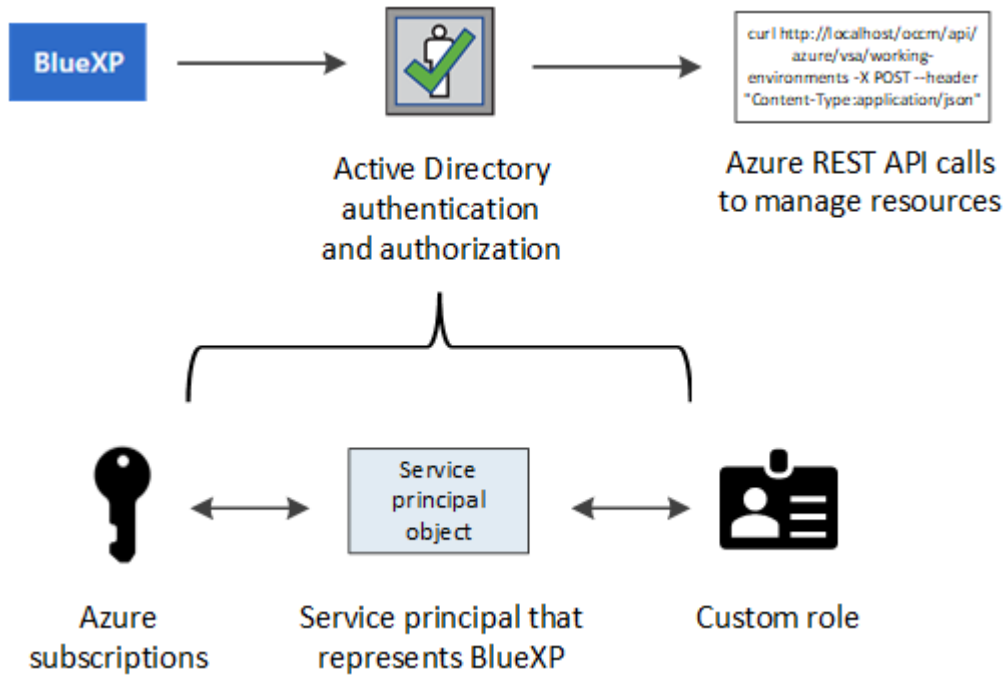 BlueXP
curl http://localhost/occm/api/
azure/vsa/working-
environments -X POST --header
"Content-Type:application/json"
Active Directory
authentication
and authorization
Azure REST API calls
to manage resources
Service
principal
object
Azure
subscriptions
Service principal that
represents BlueXP
Custom role